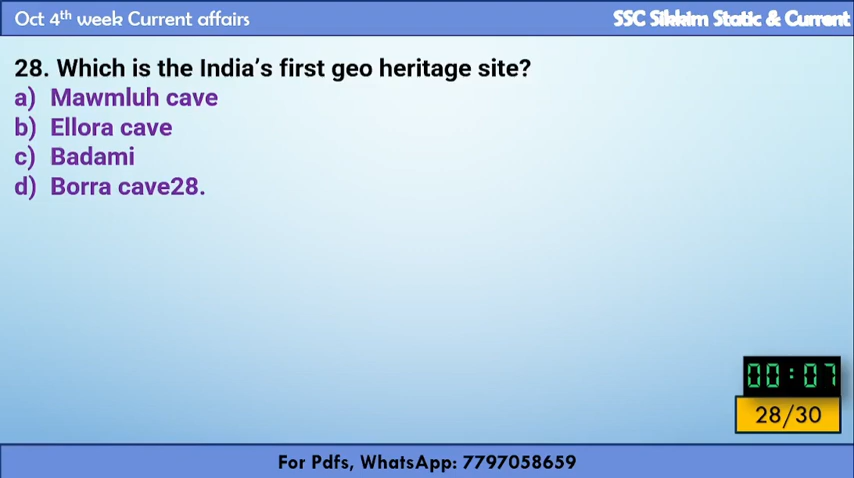 Oct 4th week Current affairs
SSC Sikkim Static & Current
28. Which is the India's first geo heritage site?
a) Mawmluh cave
b) Ellora cave
c) Badami
d) Borra cave28.
00:07
28/30
For Pdfs, WhatsApp: 7797058659